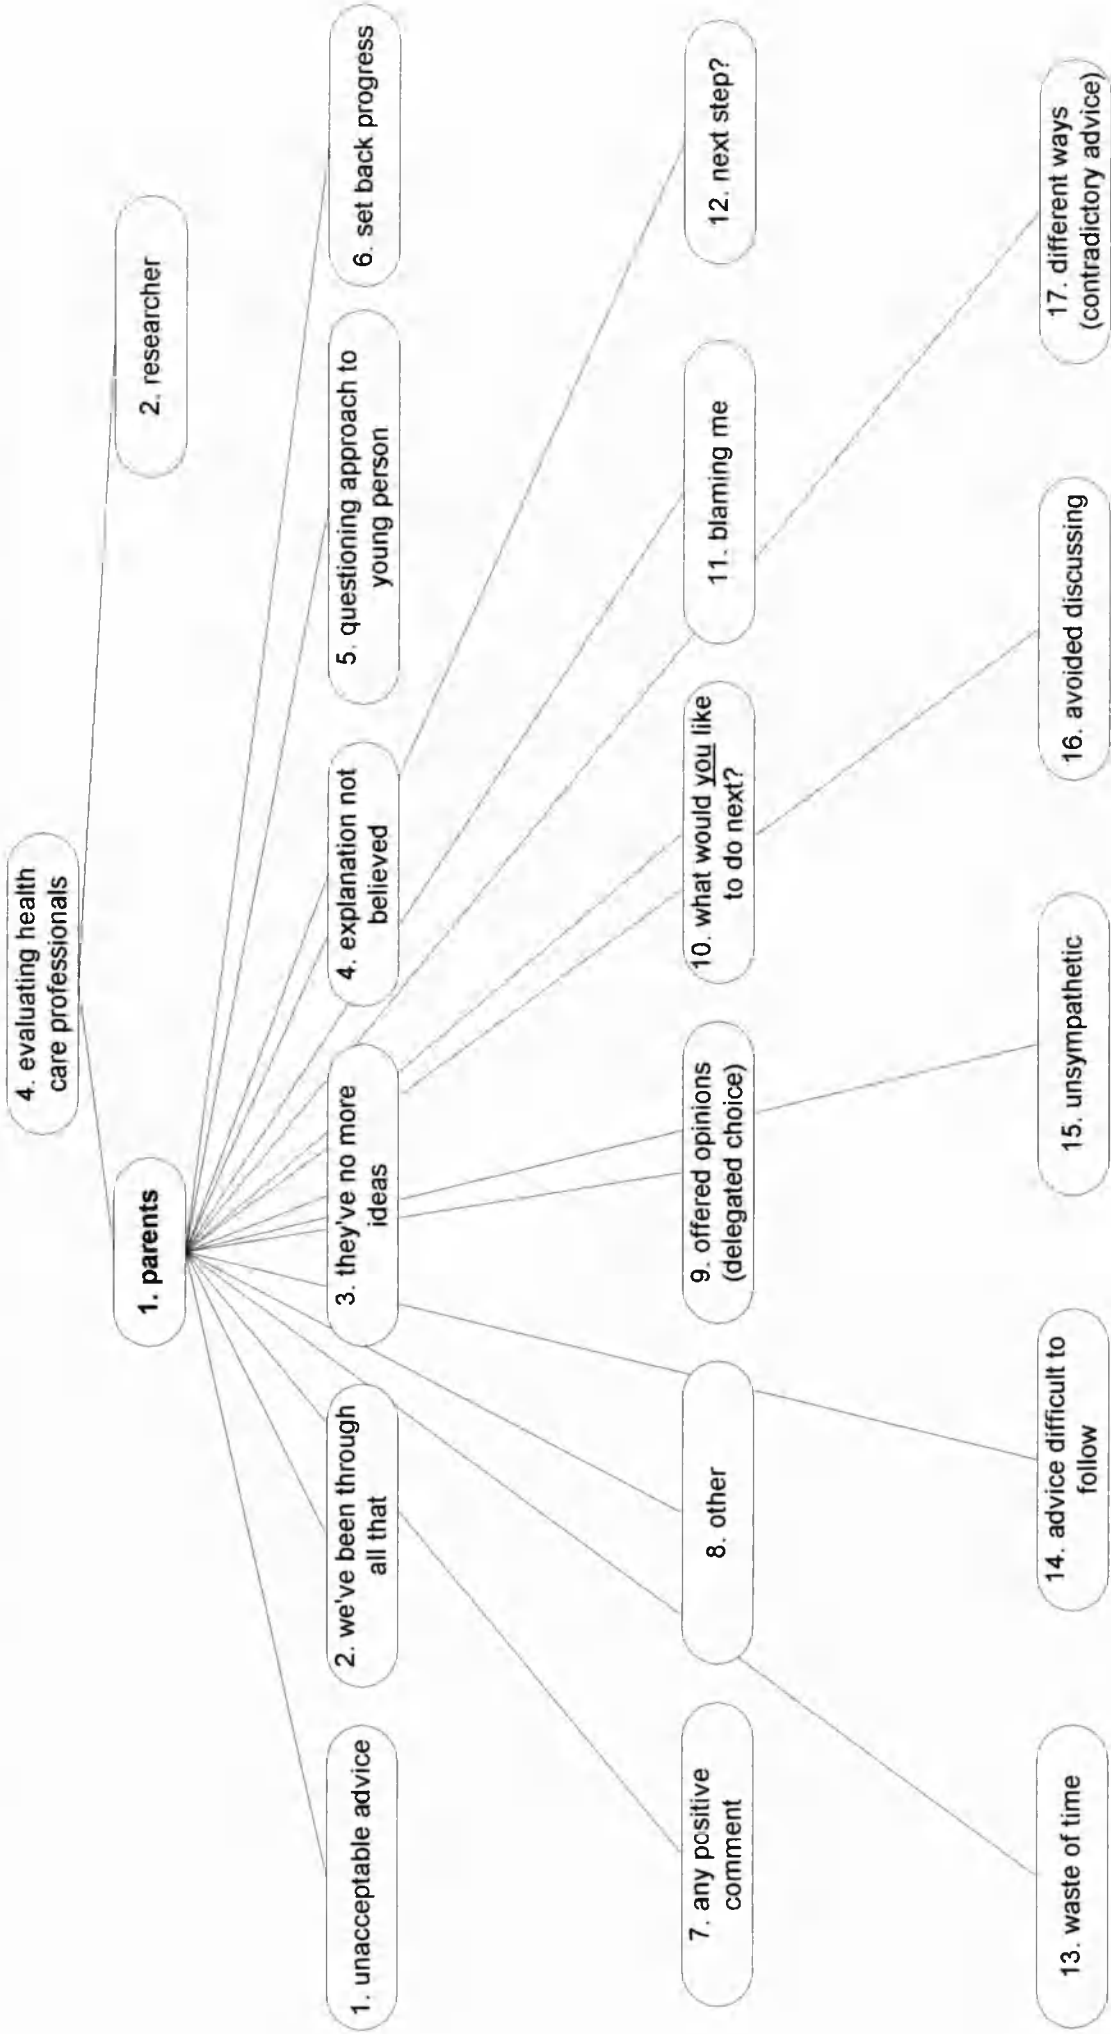 4. evaluating health
care professionals
1. parents
2. researcher
1. unacceptable advice
2. we've been through
all that
3. they've no more
ideas
4. explanation not
believed
5. questioning approach to
young person
6. set back progress
7. any positive
comment
8. other
9. offered opinions
(delegated choice)
10. what would you like
to do next?
11. blaming me
12. next step?
13. waste of time
14. advice difficult to
follow
15. unsympathetic
16. avoided discussing
17. different ways
(contradictory advice)